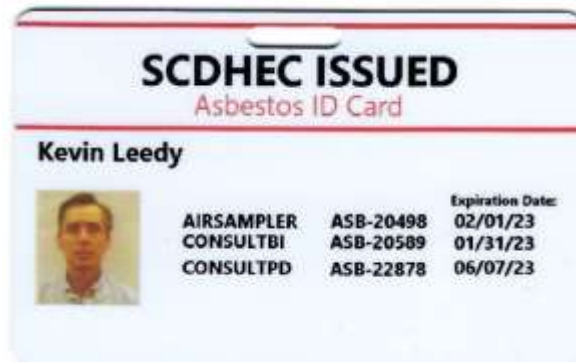 SCDHEC ISSUED
Asbestos ID Card
Kevin Leedy
Expiration Date:
AIRSAMPLER ASB-20498 02/01/23
CONSULTBI ASB-20589 01/31/23
CONSULTPD ASB-22878 06/07/23